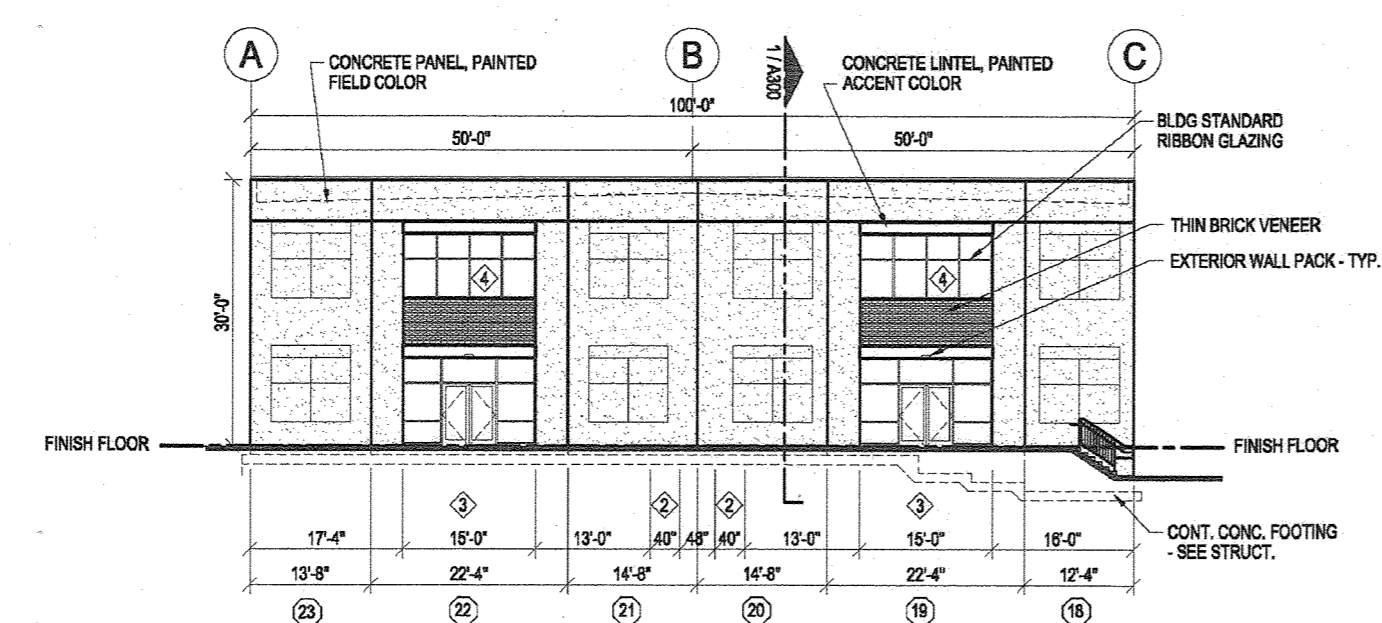 A
B
C
CONCRETE PANEL, PAINTED
FIELD COLOR
1 / A300
CONCRETE LINTEL, PAINTED
ACCENT COLOR
100'-0"
BLDG STANDARD
RIBBON GLAZING
50'-0"
50'-0"
THIN BRICK VENEER
EXTERIOR WALL PACK - TYP.
4
4
30'-0"
FINISH FLOOR
FINISH FLOOR
3
2
2
3
CONT. CONC. FOOTING
- SEE STRUCT.
17'-4"
15'-0"
13'-0"
40"
48"
40"
13'-0"
15'-0"
16'-0"
13'-8"
22'-4"
14'-8"
14'-8"
22'-4"
12'-4"
23
22
21
20
19
18